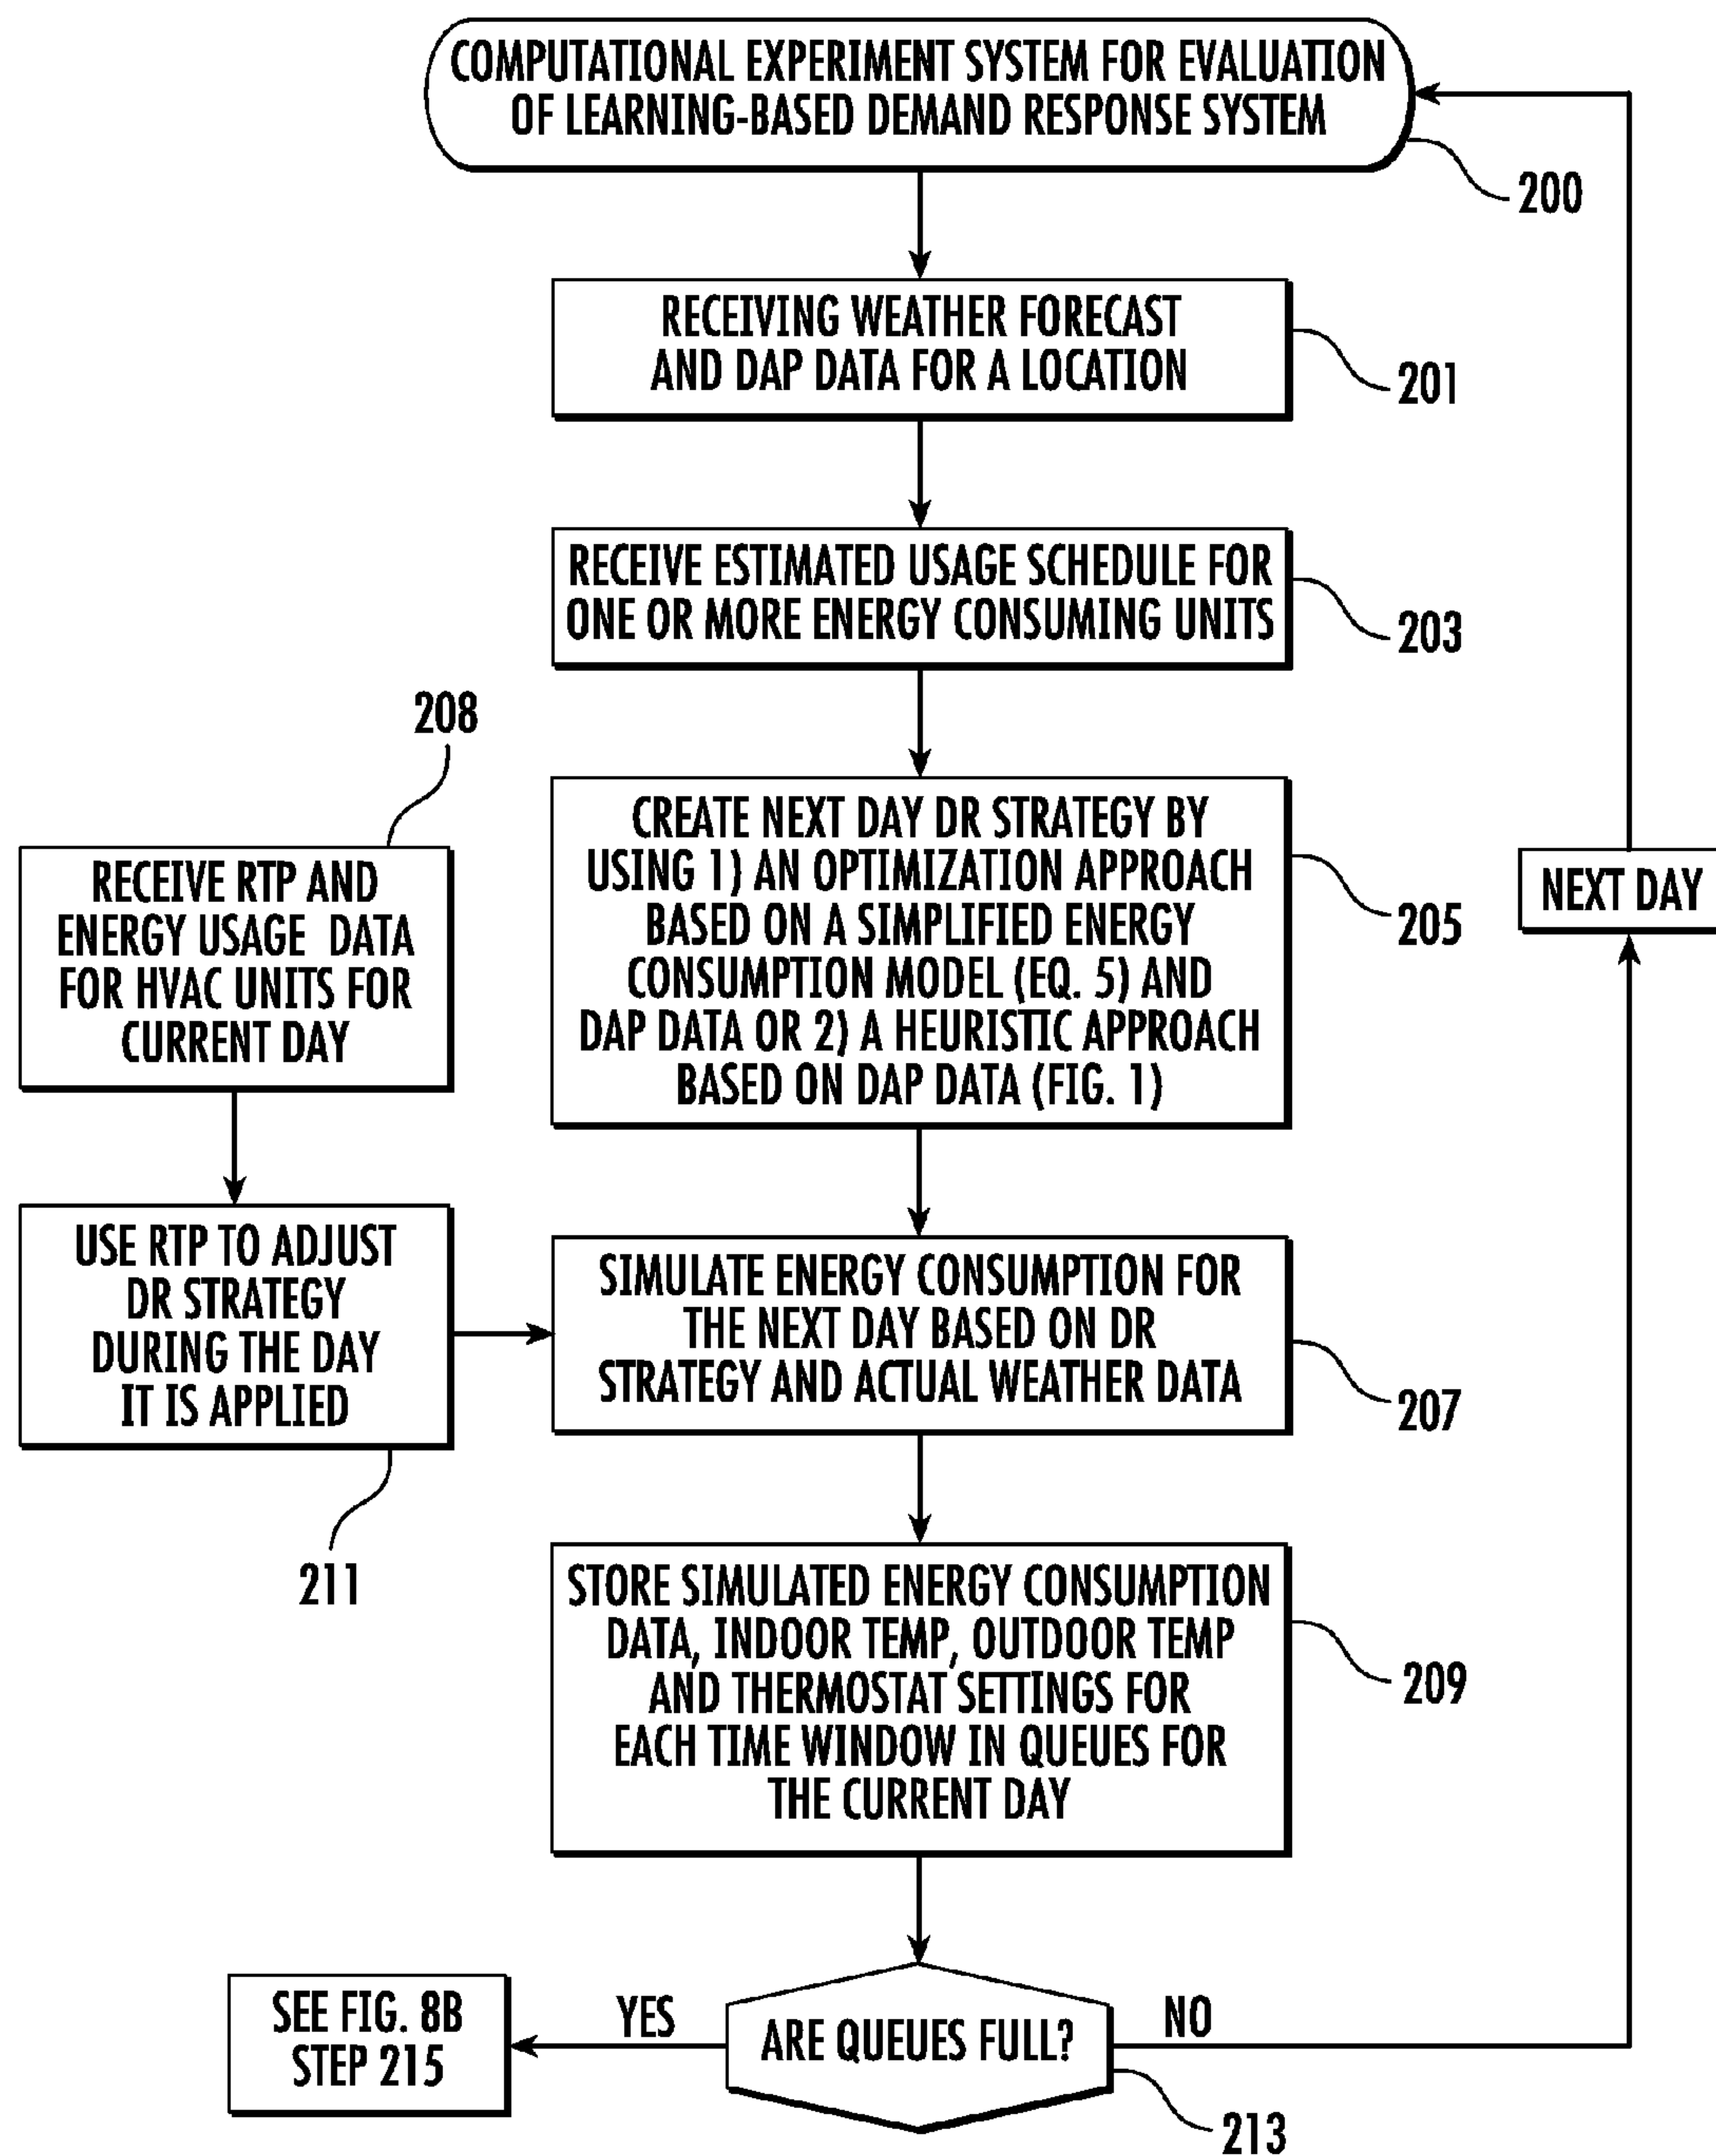 COMPUTATIONAL EXPERIMENT SYSTEM FOR EVALUATION
OF LEARNING-BASED DEMAND RESPONSE SYSTEM
200
RECEIVING WEATHER FORECAST
AND DAP DATA FOR A LOCATION
201
RECEIVE ESTIMATED USAGE SCHEDULE FOR
ONE OR MORE ENERGY CONSUMING UNITS
203
208
RECEIVE RTP AND
ENERGY USAGE DATA
FOR HVAC UNITS FOR
CURRENT DAY
CREATE NEXT DAY DR STRATEGY BY
USING 1) AN OPTIMIZATION APPROACH
BASED ON A SIMPLIFIED ENERGY
CONSUMPTION MODEL (EQ. 5) AND
DAP DATA OR 2) A HEURISTIC APPROACH
BASED ON DAP DATA (FIG. 1)
205
NEXT DAY
USE RTP TO ADJUST
DR STRATEGY
DURING THE DAY
IT IS APPLIED
211
SIMULATE ENERGY CONSUMPTION FOR
THE NEXT DAY BASED ON DR
STRATEGY AND ACTUAL WEATHER DATA
207
STORE SIMULATED ENERGY CONSUMPTION
DATA, INDOOR TEMP, OUTDOOR TEMP
AND THERMOSTAT SETTINGS FOR
EACH TIME WINDOW IN QUEUES FOR
THE CURRENT DAY
209
SEE FIG. 8B
STEP 215
YES
ARE QUEUES FULL?
NO
213